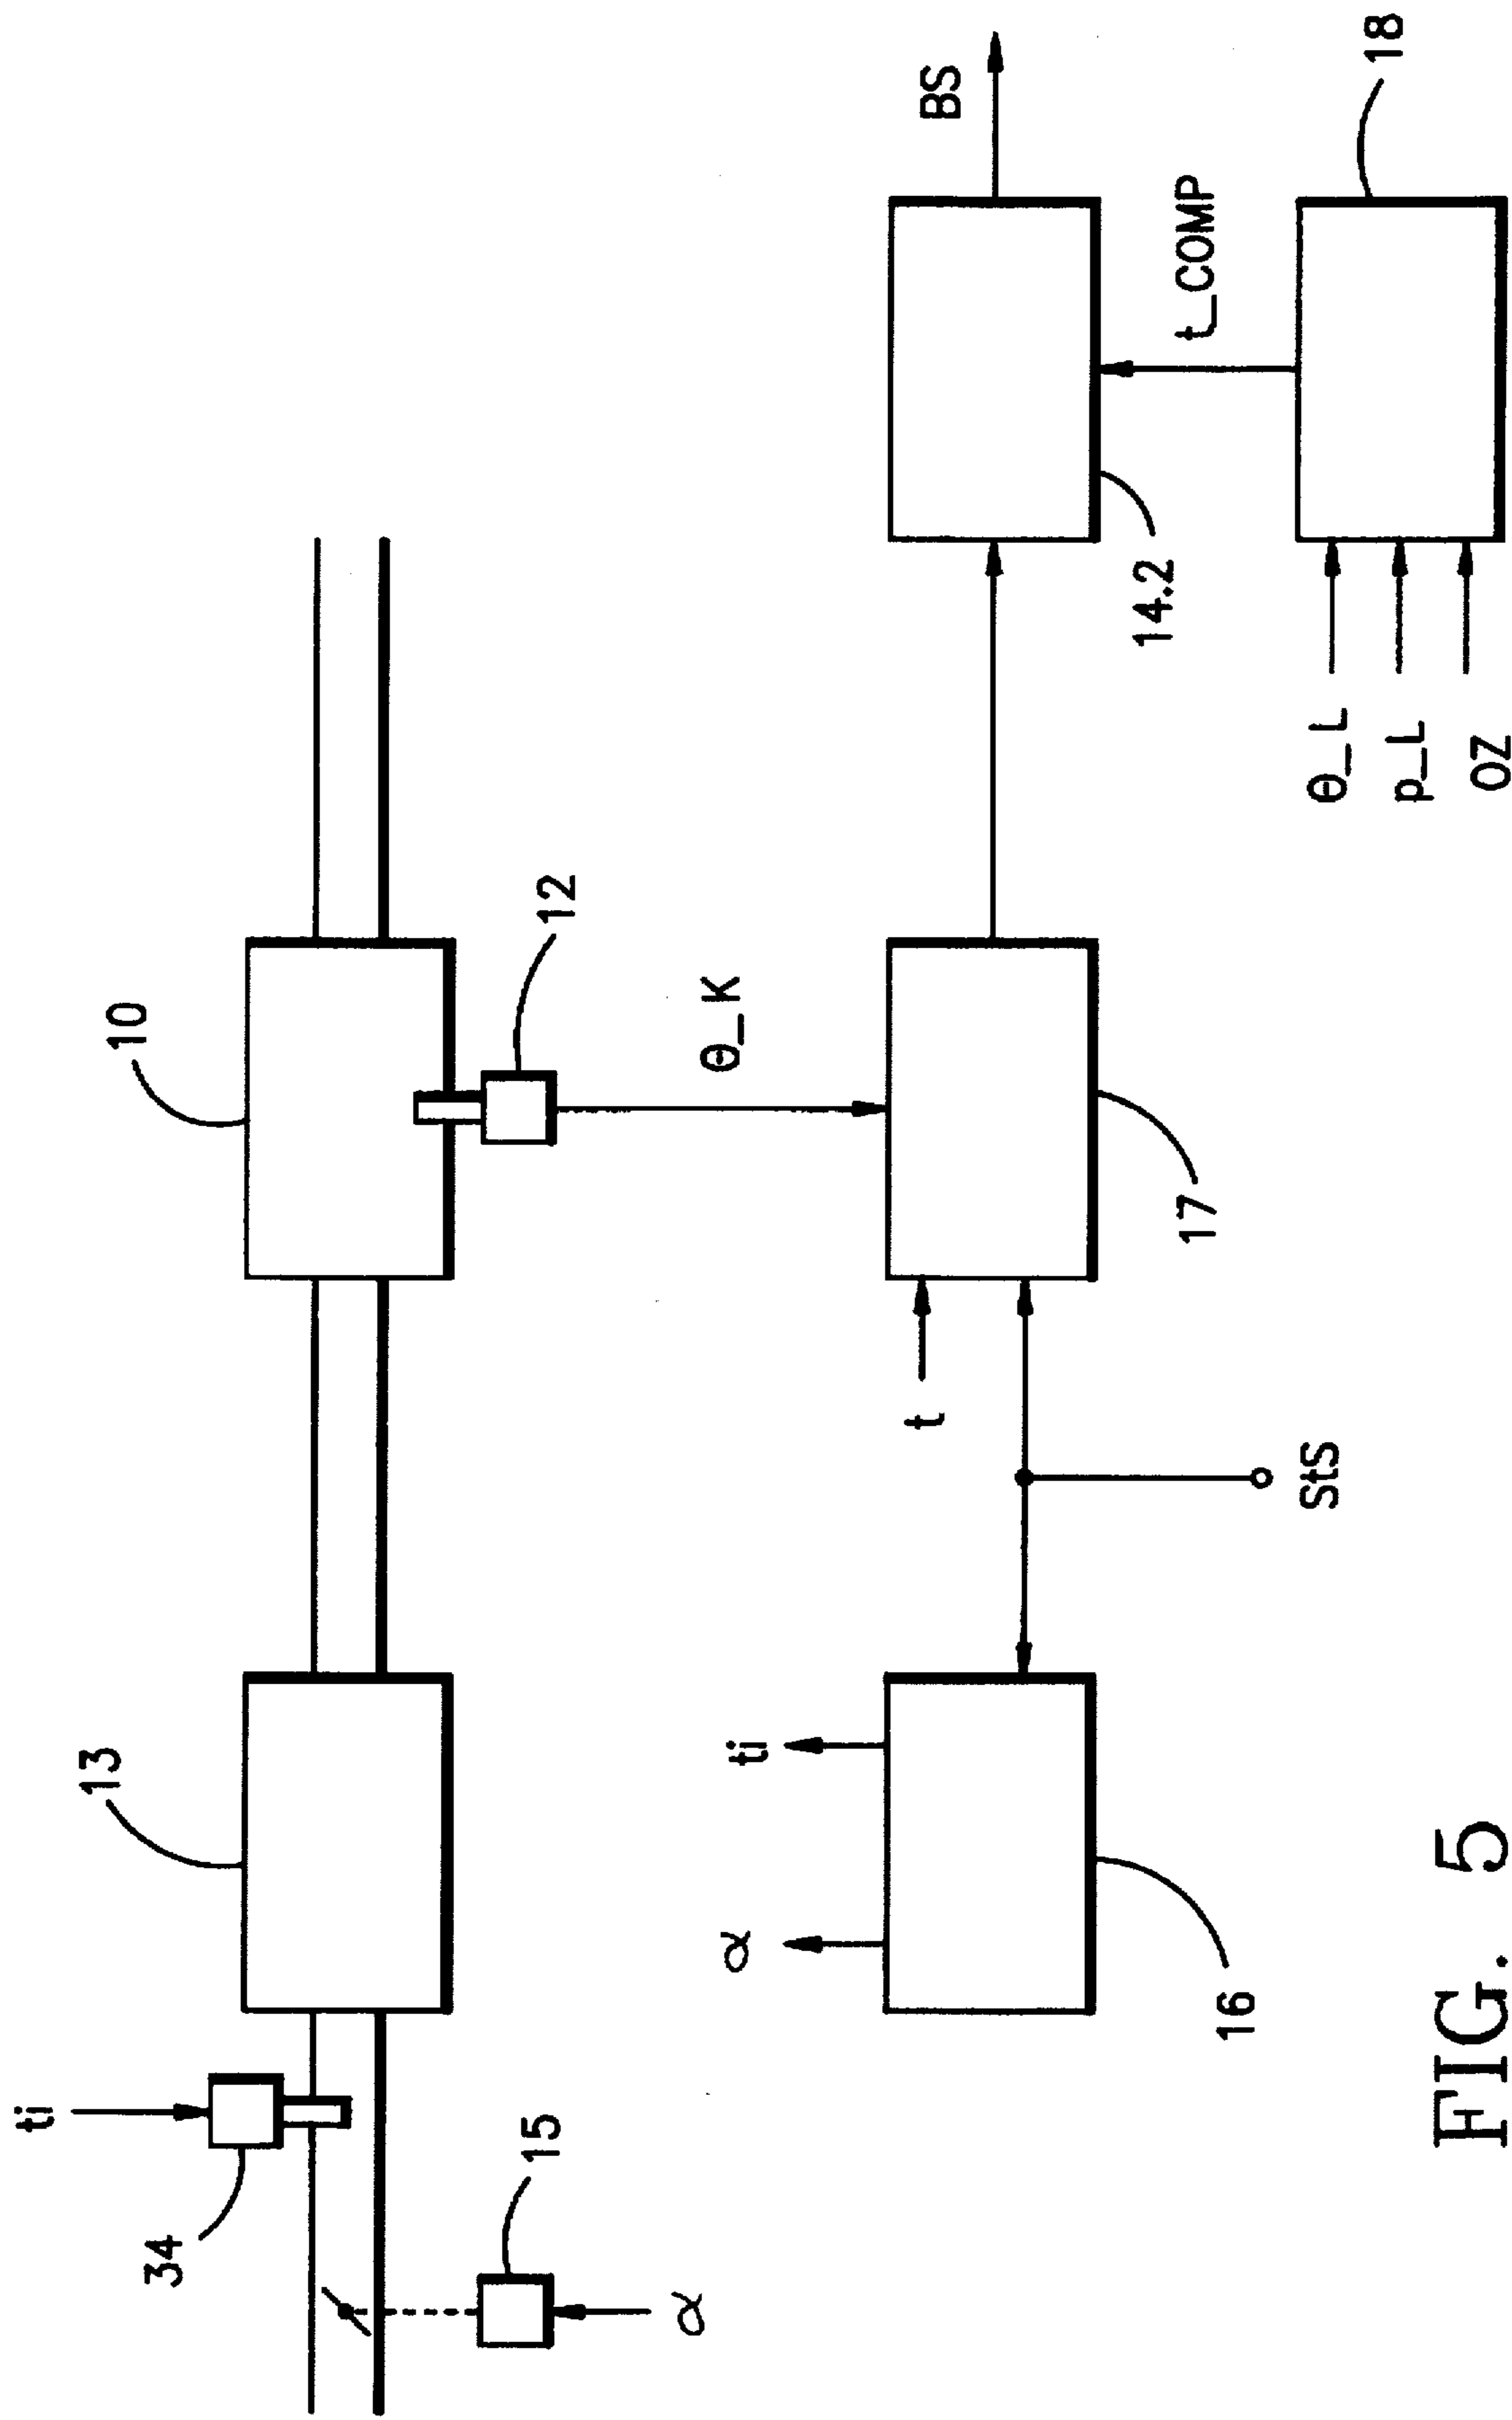 ti
34
13
10
15
α
12
θ_K
α
ti
t
StS
16
17
14.2
BS
t_COMP
θ_L
p_L
OZ
18
FIG. 5